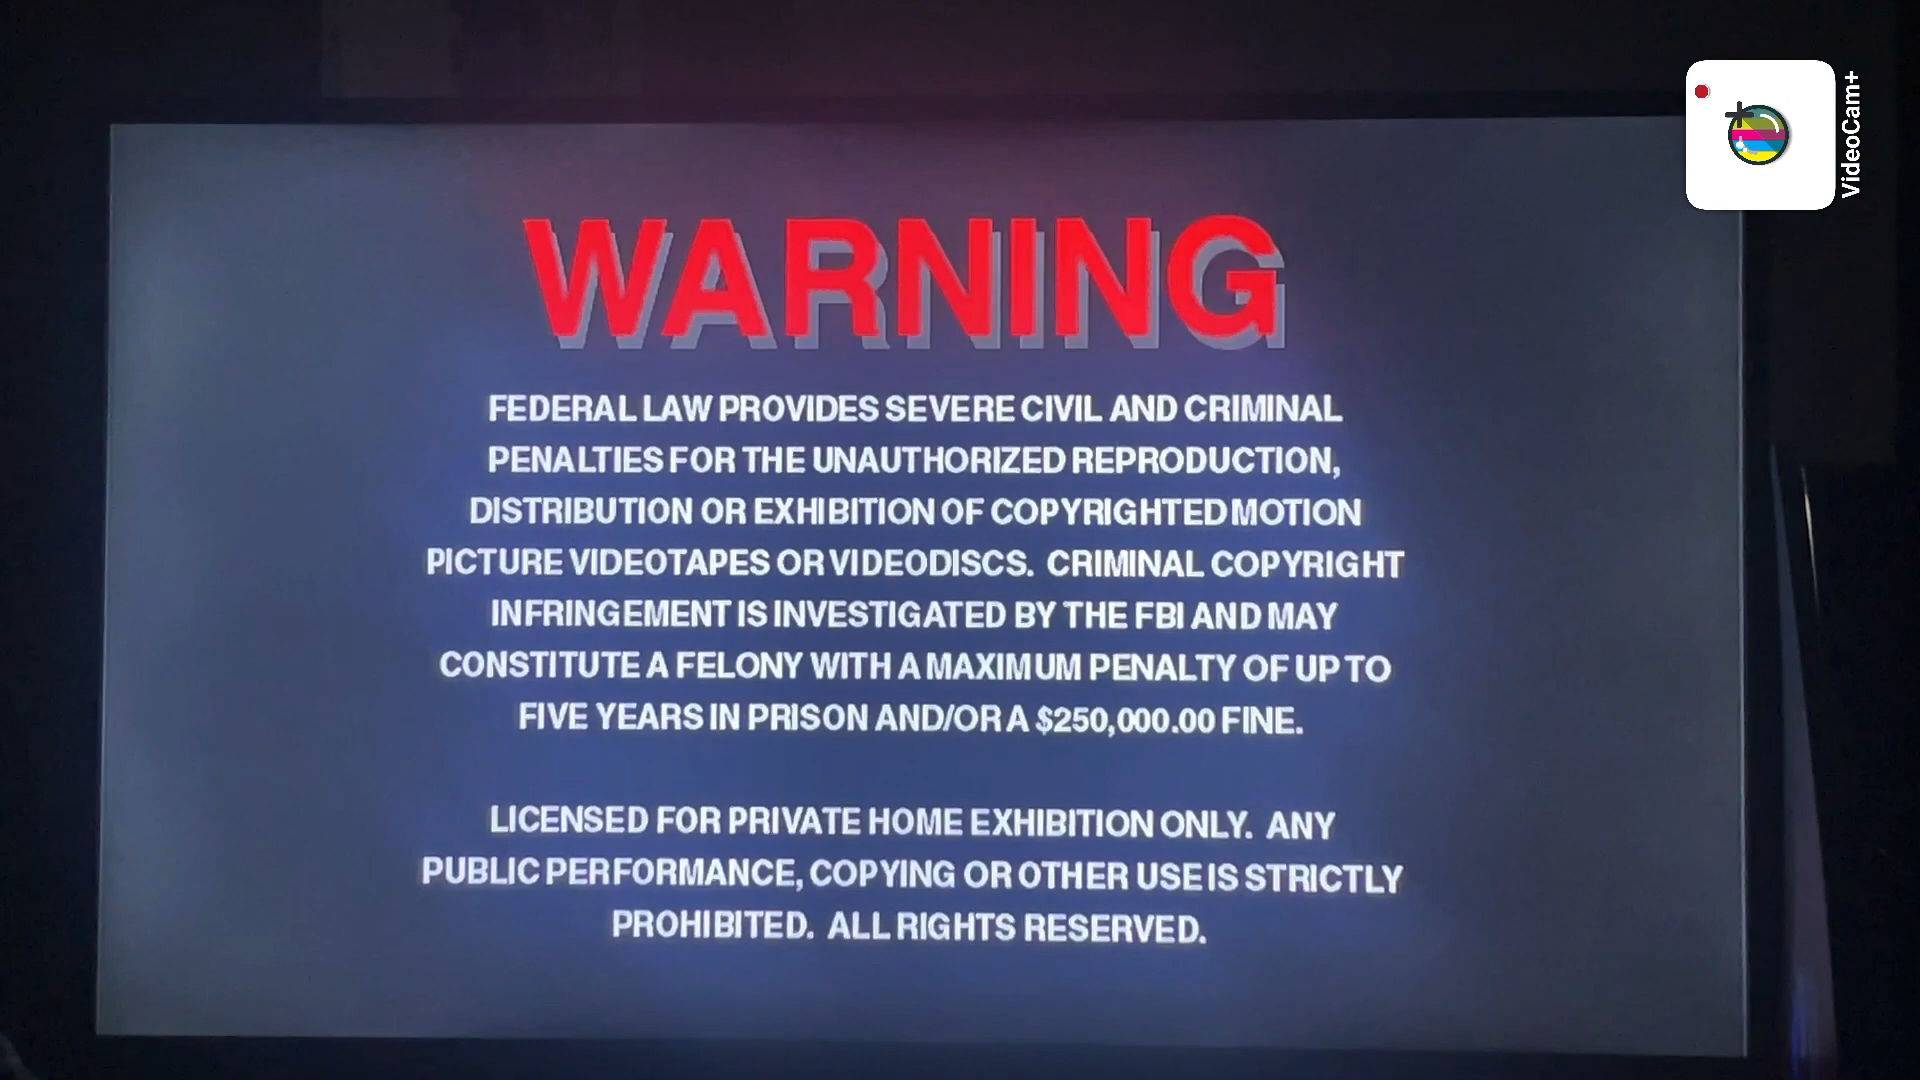 VideoCam+
WARNING
FEDERAL LAW PROVIDES SEVERE CIVIL AND CRIMINAL
PENALTIES FOR THE UNAUTHORIZED REPRODUCTION,
DISTRIBUTION OR EXHIBITION OF COPYRIGHTED MOTION
PICTURE VIDEOTAPES OR VIDEODISCS. CRIMINAL COPYRIGHT
INFRINGEMENT IS INVESTIGATED BY THE FBI AND MAY
CONSTITUTE A FELONY WITH A MAXIMUM PENALTY OF UP TO
FIVE YEARS IN PRISON AND/OR A $250,000.00 FINE.
LICENSED FOR PRIVATE HOME EXHIBITION ONLY. ANY
PUBLIC PERFORMANCE, COPYING OR OTHER USE IS STRICTLY
PROHIBITED. ALL RIGHTS RESERVED.